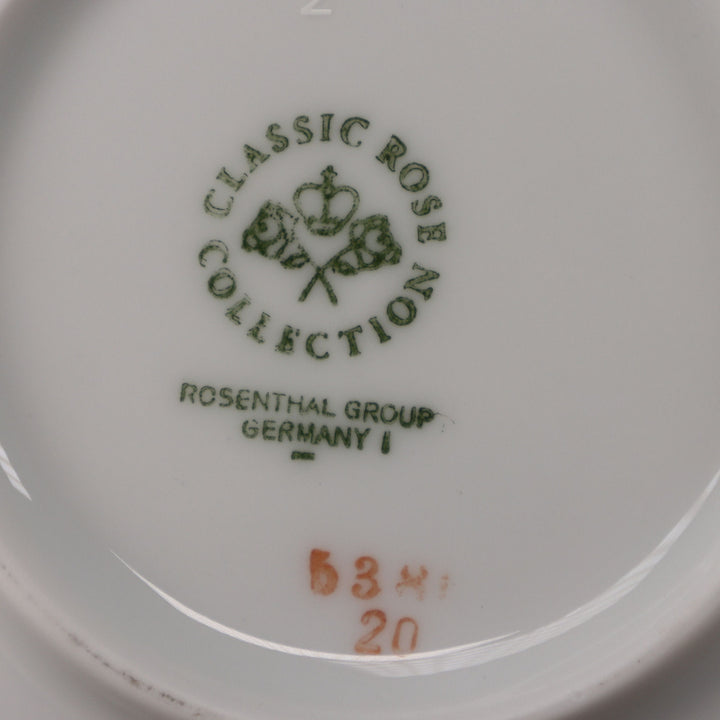 CLASSIC ROSE
COLLECTION
ROSENTHAL GROUP
GERMANY I
20